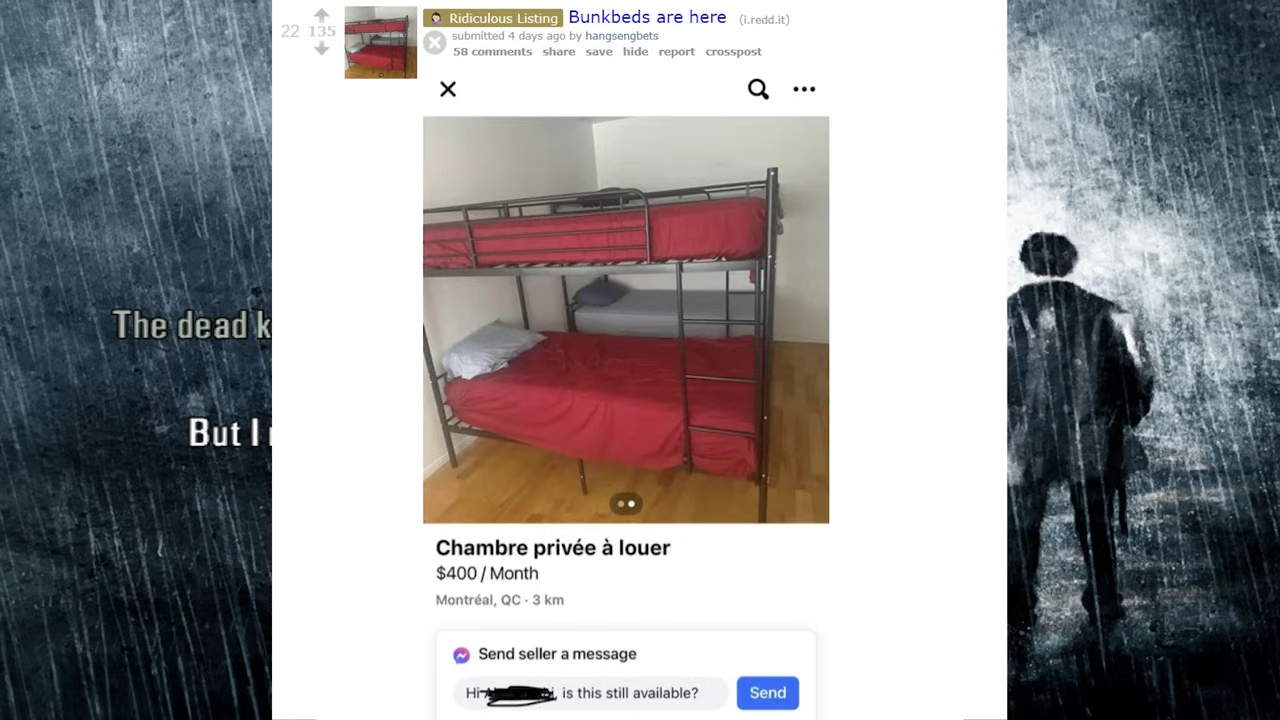 22 135 Ridiculous Listing Bunkbeds are here (i.redd.it)
submitted 4 days ago by hangsengbets
58 comments share save hide report crosspost
The dead
But I
Chambre privée à louer
$400 / Month
Montréal, QC · 3 km
Send seller a message
Hi is this still available? Send